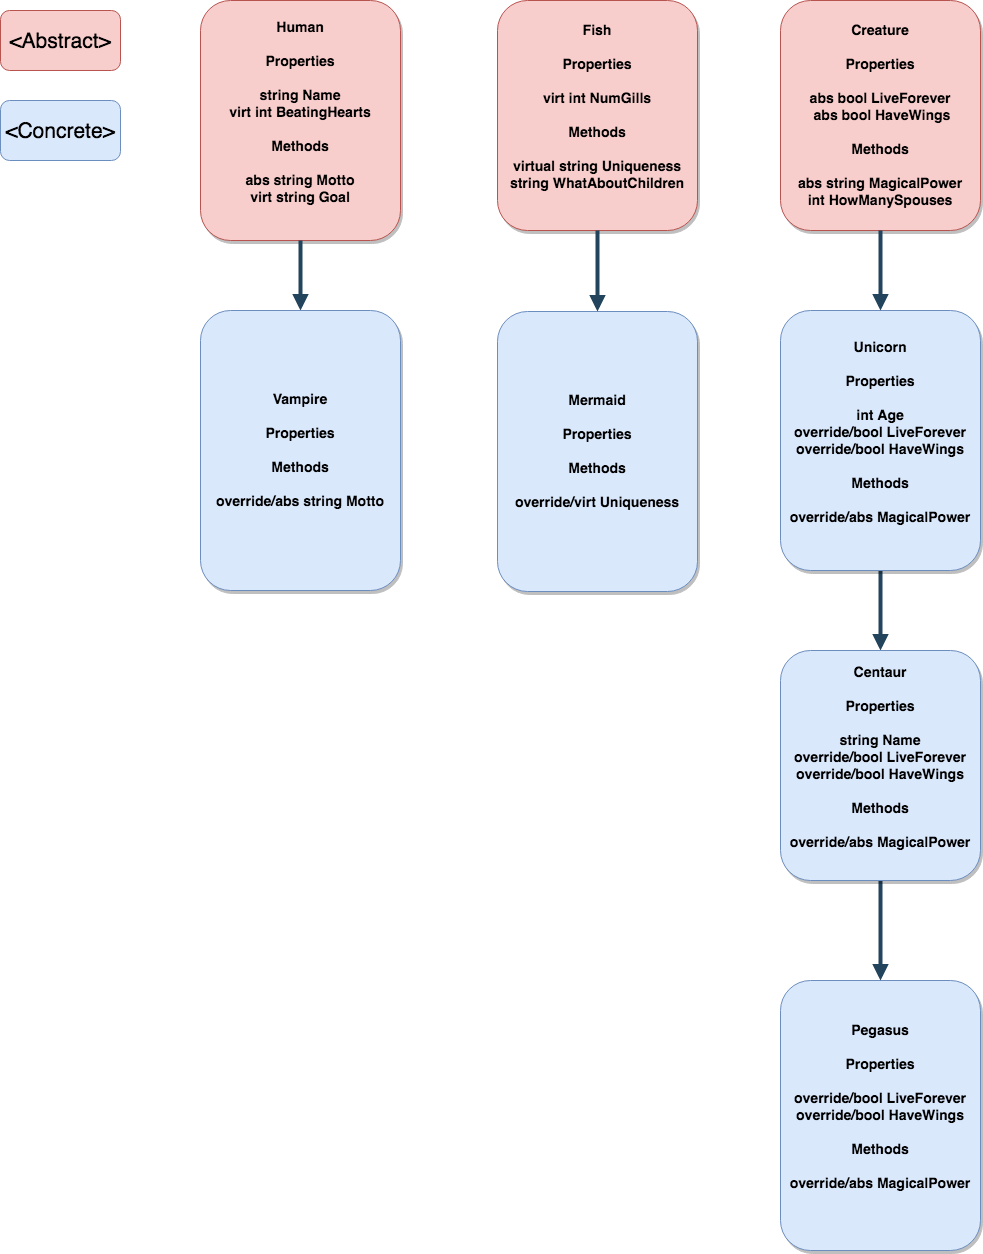 <Abstract>
<Concrete>
Human
Properties
string Name
virt int BeatingHearts
Methods
abs string Motto
virt string Goal
Fish
Properties
virt int NumGills
Methods
virtual string Uniqueness
string WhatAboutChildren
Creature
Properties
abs bool LiveForever
abs bool HaveWings
Methods
abs string MagicalPower
int HowManySpouses
Vampire
Properties
Methods
override/abs string Motto
Mermaid
Properties
Methods
override/virt Uniqueness
Unicorn
Properties
int Age
override/bool LiveForever
override/bool HaveWings
Methods
override/abs MagicalPower
Centaur
Properties
string Name
override/bool LiveForever
override/bool HaveWings
Methods
override/abs MagicalPower
Pegasus
Properties
override/bool LiveForever
override/bool HaveWings
Methods
override/abs MagicalPower